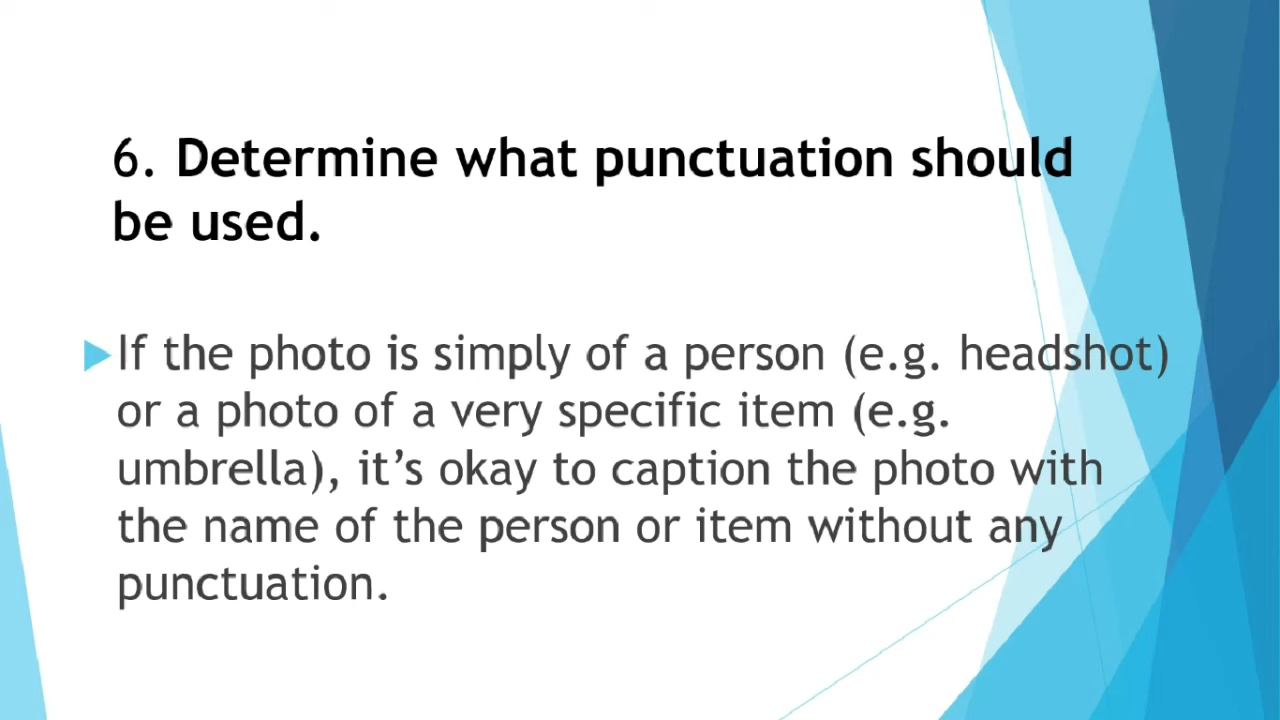 6. Determine what punctuation should
be used.
If the photo is simply of a person (e.g. headshot)
or a photo of a very specific item (e.g.
umbrella), it’s okay to caption the photo with
the name of the person or item without any
punctuation.